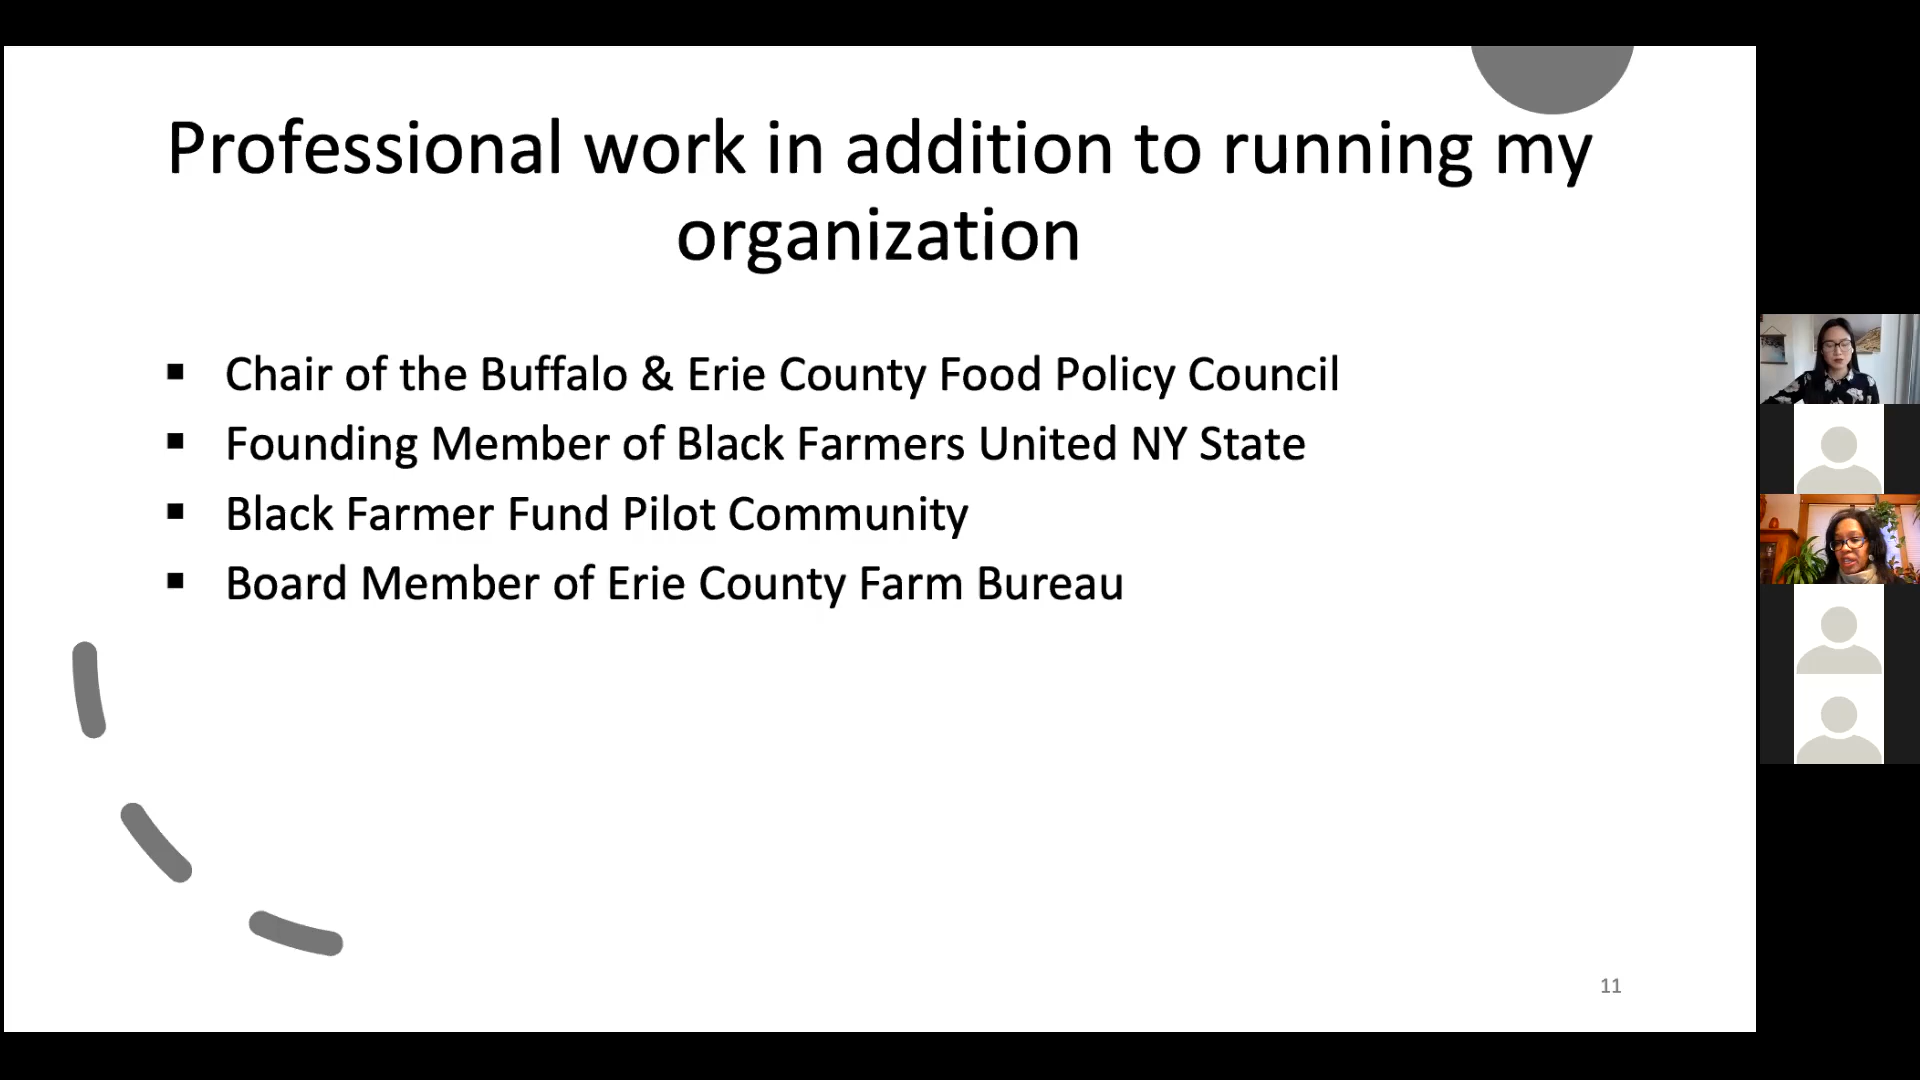 Professional work in addition to running my
organization
▪ Chair of the Buffalo & Erie County Food Policy Council
▪ Founding Member of Black Farmers United NY State
▪ Black Farmer Fund Pilot Community
▪ Board Member of Erie County Farm Bureau
11